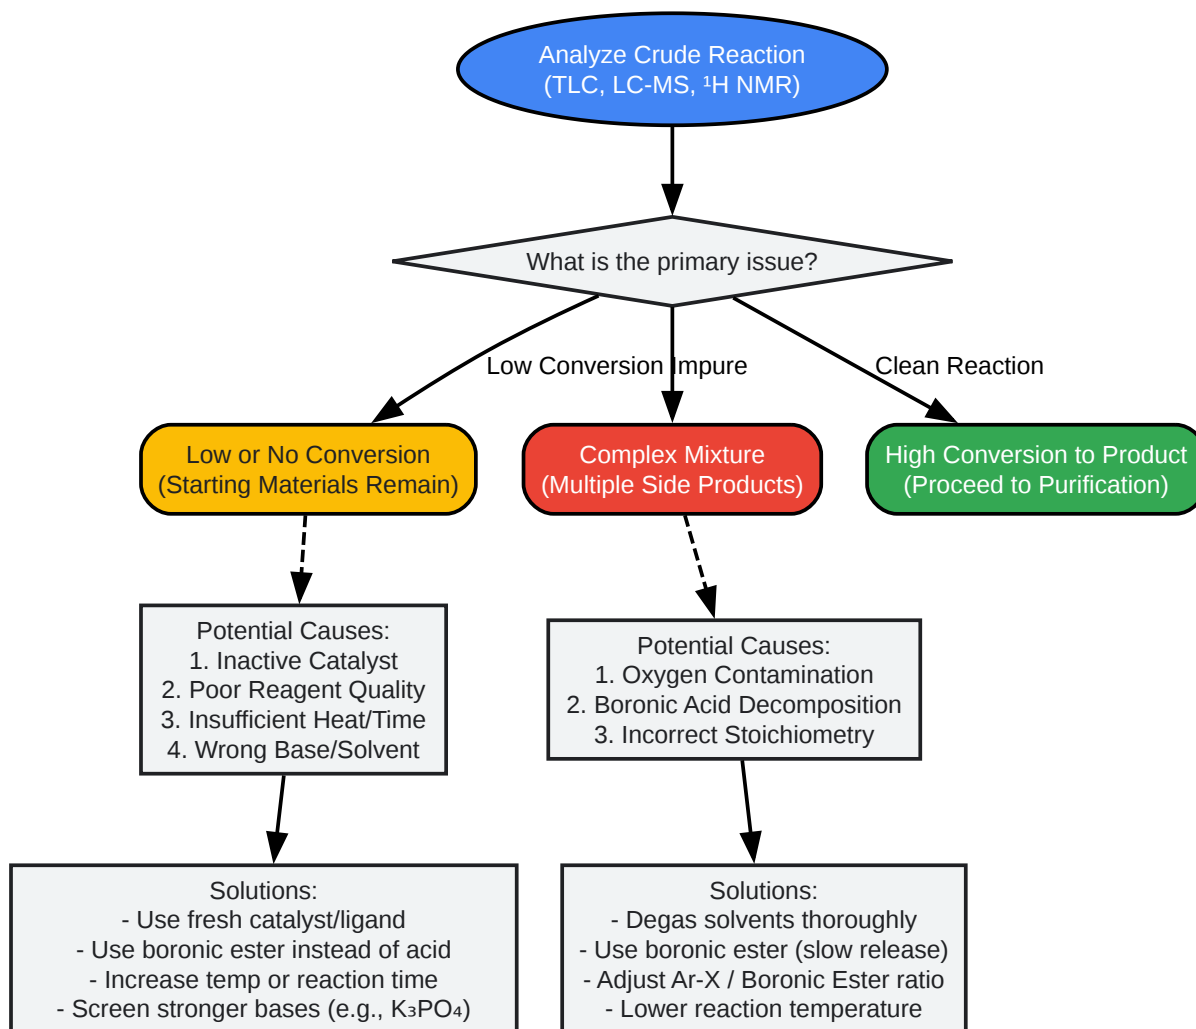 Analyze Crude Reaction
(TLC, LC-MS, ¹H NMR)
What is the primary issue?
Low Conversion
Impure
Clean Reaction
Low or No Conversion
(Starting Materials Remain)
Complex Mixture
(Multiple Side Products)
High Conversion to Product
(Proceed to Purification)
Potential Causes:
1. Inactive Catalyst
2. Poor Reagent Quality
3. Insufficient Heat/Time
4. Wrong Base/Solvent
Potential Causes:
1. Oxygen Contamination
2. Boronic Acid Decomposition
3. Incorrect Stoichiometry
Solutions:
- Use fresh catalyst/ligand
- Use boronic ester instead of acid
- Increase temp or reaction time
- Screen stronger bases (e.g., K₃PO₄)
Solutions:
- Degas solvents thoroughly
- Use boronic ester (slow release)
- Adjust Ar-X / Boronic Ester ratio
- Lower reaction temperature